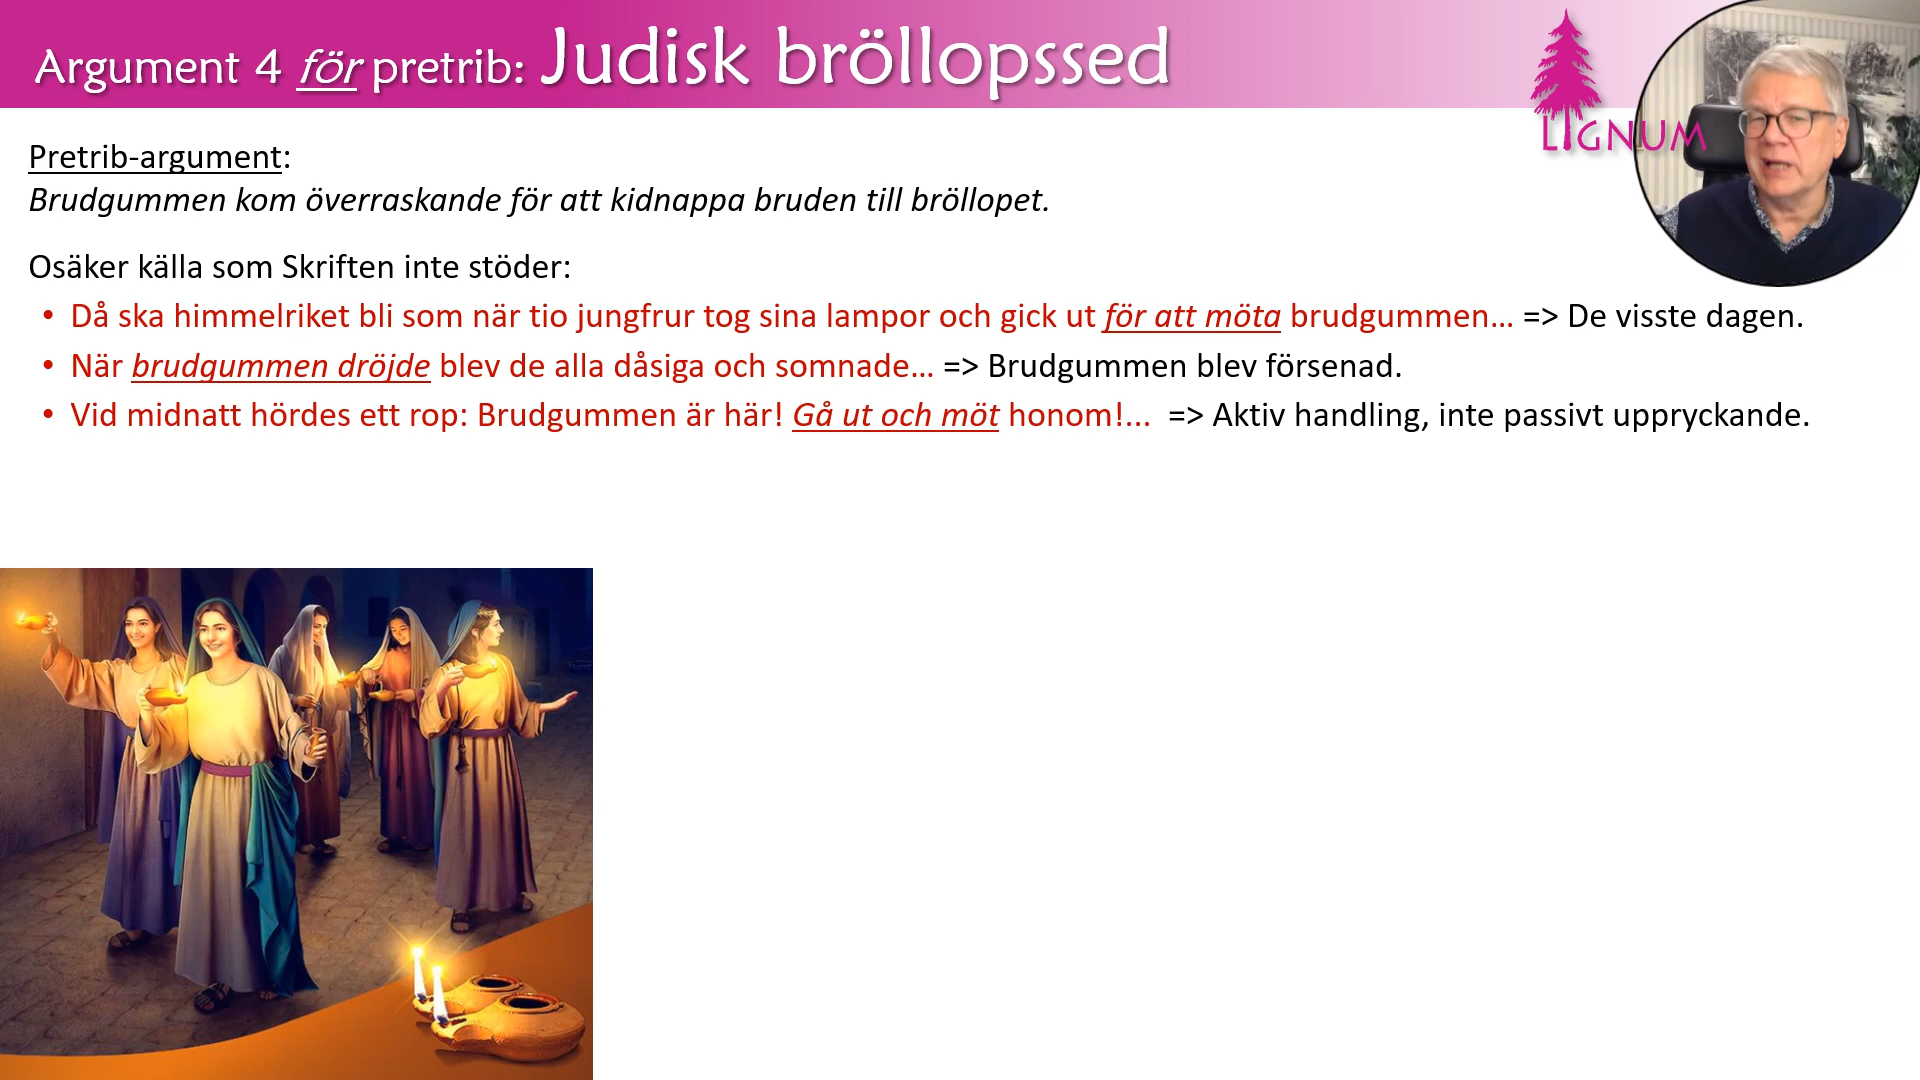 Argument 4 för pretrib: Judisk bröllopssed
LIGNUM
Pretrib-argument:
Brudgummen kom överraskande för att kidnappa bruden till bröllopet.
Osäker källa som Skriften inte stöder:
• Då ska himmelriket bli som när tio jungfrur tog sina lampor och gick ut för att möta brudgummen... => De visste dagen.
• När brudgummen dröjde blev de alla dåsiga och somnade... => Brudgummen blev försenad.
• Vid midnatt hördes ett rop: Brudgummen är här! Gå ut och möt honom!... => Aktiv handling, inte passivt uppryckande.